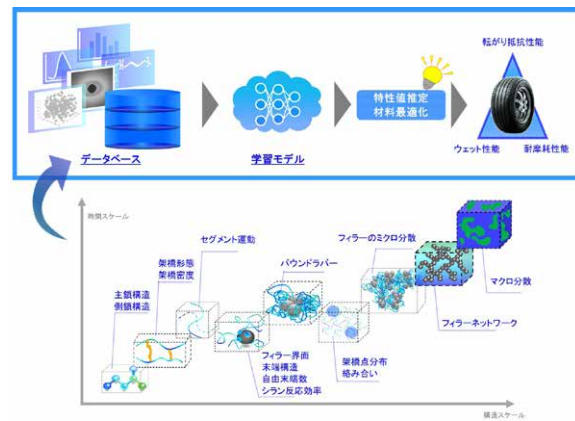 転がり抵抗性能
特性値推定
材料最適化
ウェット性能
耐摩耗性能
データベース
学習モデル
時間スケール
セグメント運動
フィラーのミクロ分散
架橋形態
架橋密度
バウンドラバー
主鎖構造
側鎖構造
マクロ分散
フィラーネットワーク
フィラー界面
末端構造
自由末端数
シラン反応効率
架橋点分布
絡み合い
構造スケール